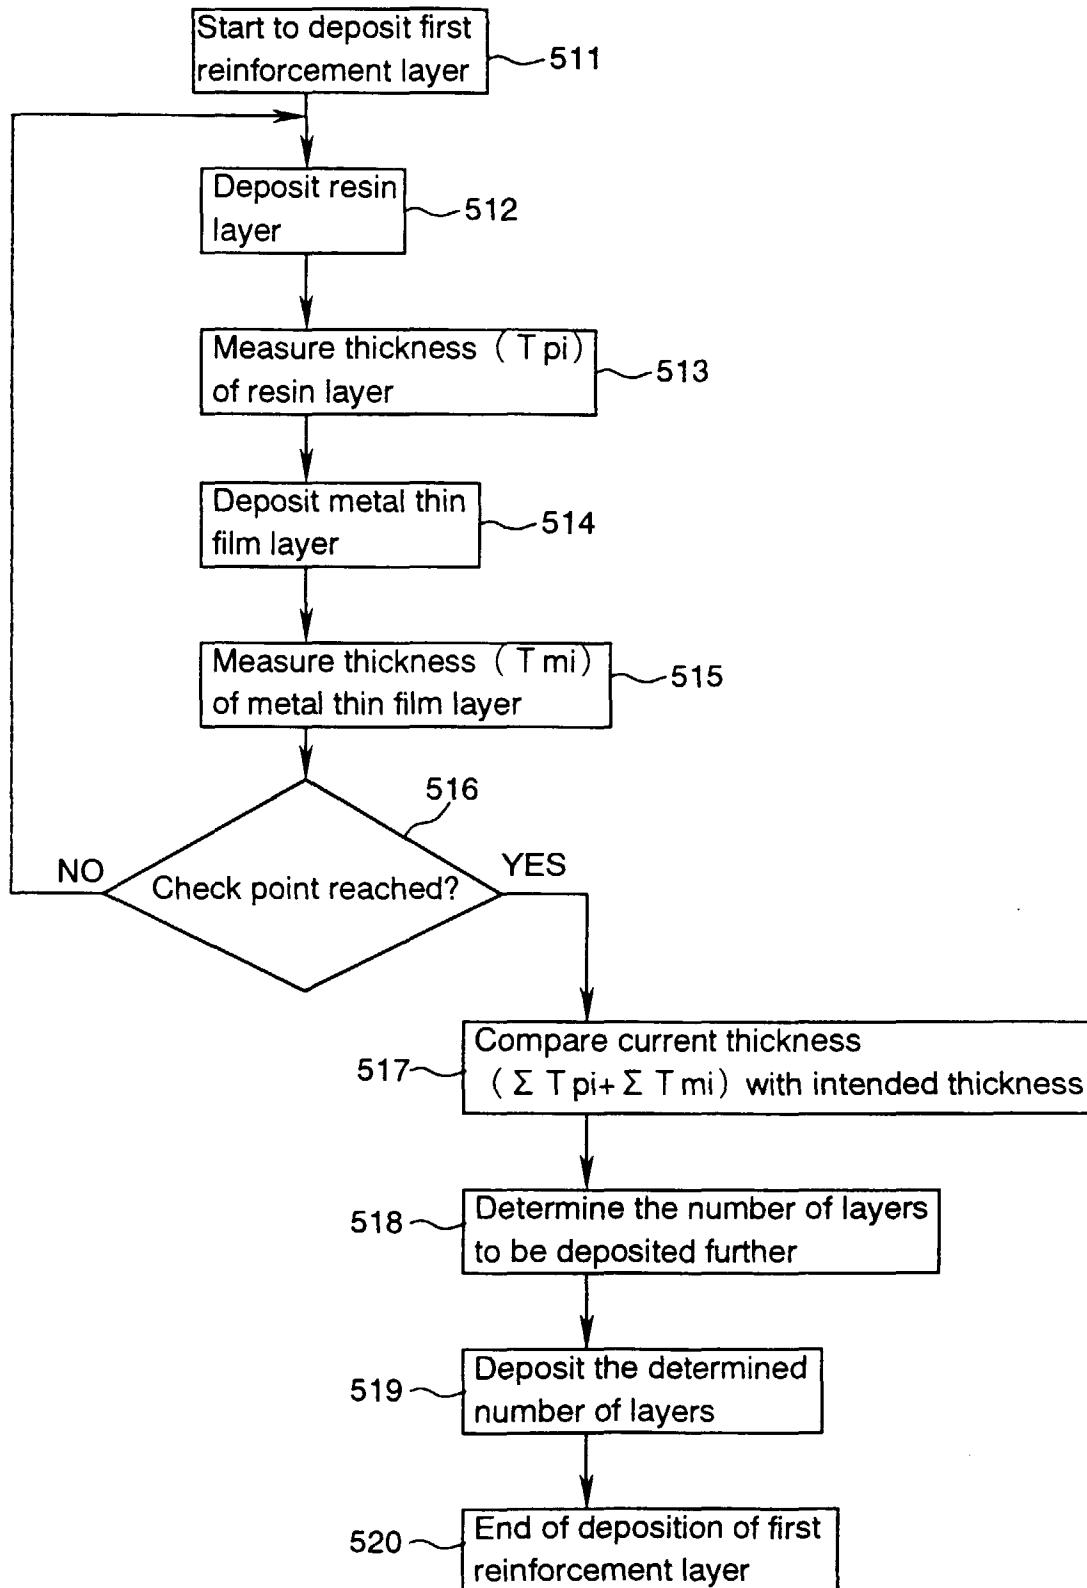 Start to deposit first
reinforcement layer
511
Deposit resin
layer
512
Measure thickness ( T pi )
of resin layer
513
Deposit metal thin
film layer
514
Measure thickness ( T mi )
of metal thin film layer
515
516
NO
YES
Check point reached?
Compare current thickness
( Σ T pi+ Σ T mi ) with intended thickness
517
Determine the number of layers
to be deposited further
518
Deposit the determined
number of layers
519
End of deposition of first
reinforcement layer
520